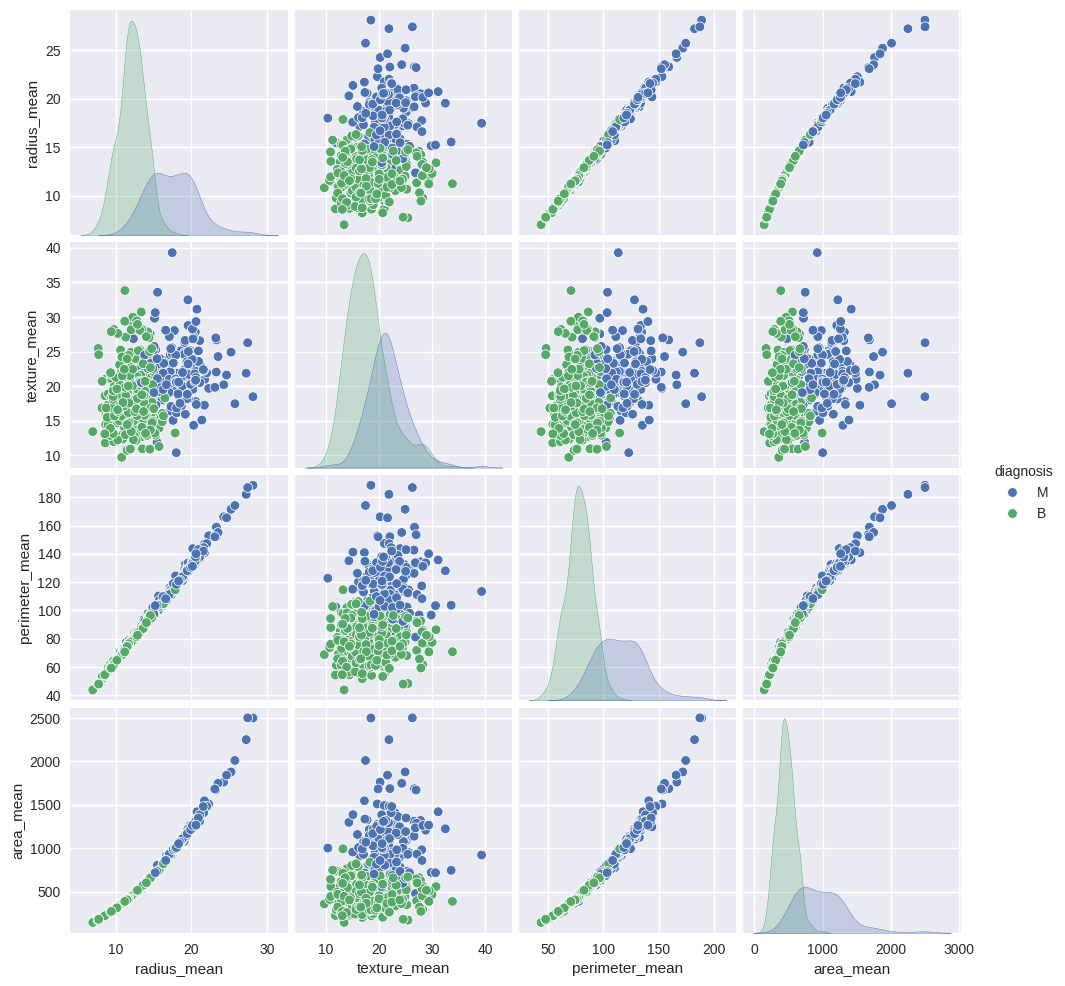 25
20
15
10
radius_mean
40
35
30
25
20
15
10
texture_mean
diagnosis
M
B
180
160
140
120
100
80
60
40
perimeter_mean
2500
2000
1500
1000
500
area_mean
10 20 30
10 20 30 40
50 100 150 200
0 1000 2000 3000
radius_mean texture_mean perimeter_mean area_mean